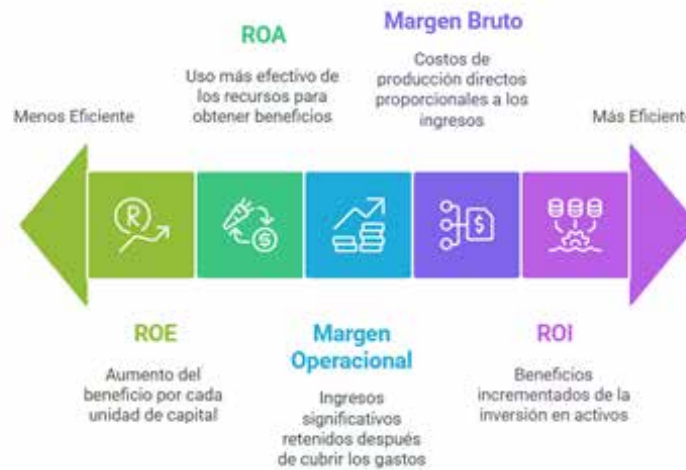 ROA
Uso más efectivo de
los recursos para
obtener beneficios
Margen Bruto
Costos de
producción directos
proporcionales a los
ingresos
Menos Eficiente
Más Eficiente
ROE
Aumento del
beneficio por cada
unidad de capital
Margen
Operacional
Ingresos
significativos
retenidos después
de cubrir los gastos
ROI
Beneficios
incrementados de la
inversión en activos